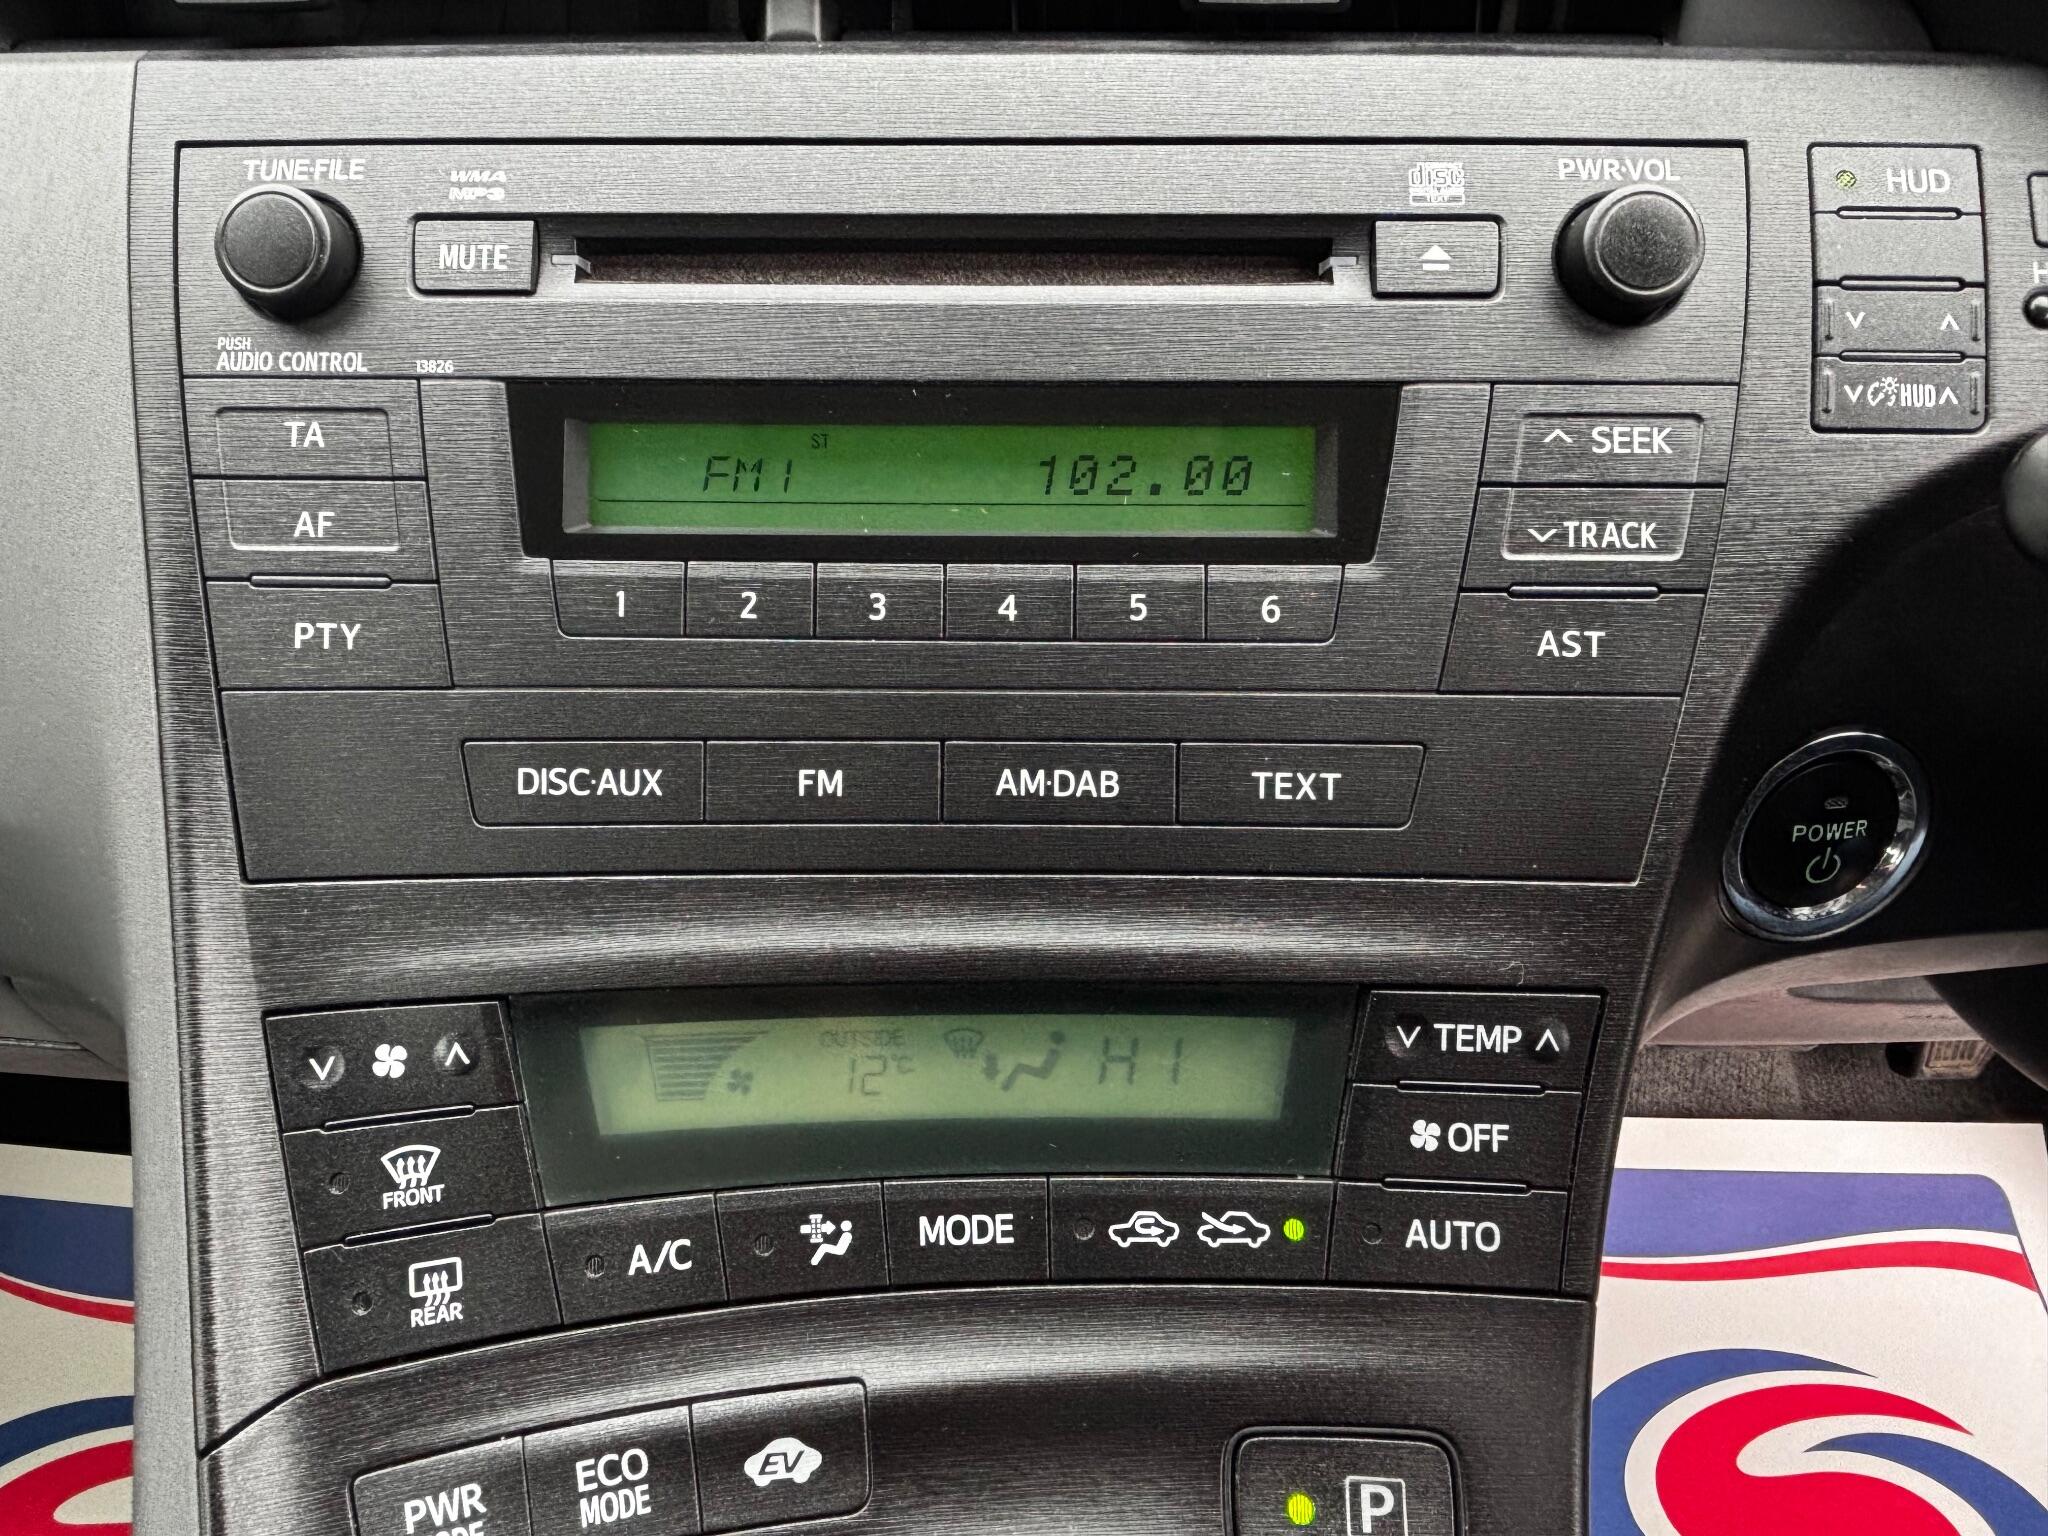 TUNE·FILE
WMA
MP3
disc
TEXT
PWR·VOL
HUD
MUTE
PUSH
AUDIO CONTROL
13826
HUD
TA
ST
SEEK
FM1 102.00
AF
TRACK
1 2 3 4 5 6
PTY
AST
DISC·AUX FM AM·DAB TEXT
POWER
OUTSIDE
12°C
HI
TEMP
OFF
FRONT
A/C
MODE
AUTO
REAR
PWR
ECO
MODE
EV
P